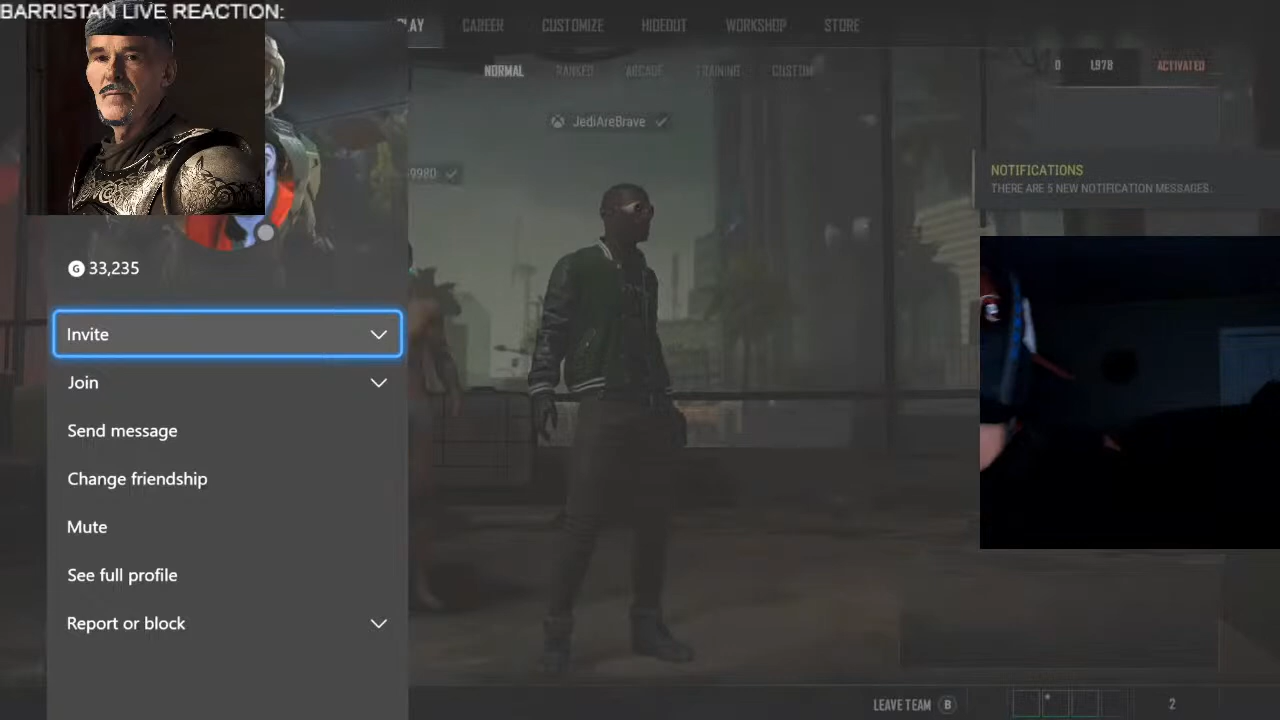 BARRISTAN LIVE REACTION:
CAREER CUSTOMIZE HIDEOUT WORKSHOP STORE
NORMAL RANKED ARCADE TRAINING CUSTOM
0 L978 ACTIVATED
JediAreBrave
9980
NOTIFICATIONS
THERE ARE 5 NEW NOTIFICATION MESSAGES.
G 33,235
Invite
Join
Send message
Change friendship
Mute
See full profile
Report or block
LEAVE TEAM B
2